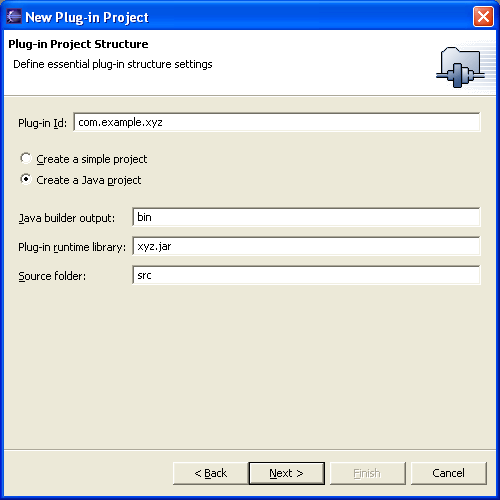 New Plug-in Project
Plug-in Project Structure
Define essential plug-in structure settings
Plug-in Id: com.example.xyz
Create a simple project
Create a Java project
Java builder output: bin
Plug-in runtime library: xyz.jar
Source folder: src
< Back Next > Finish Cancel